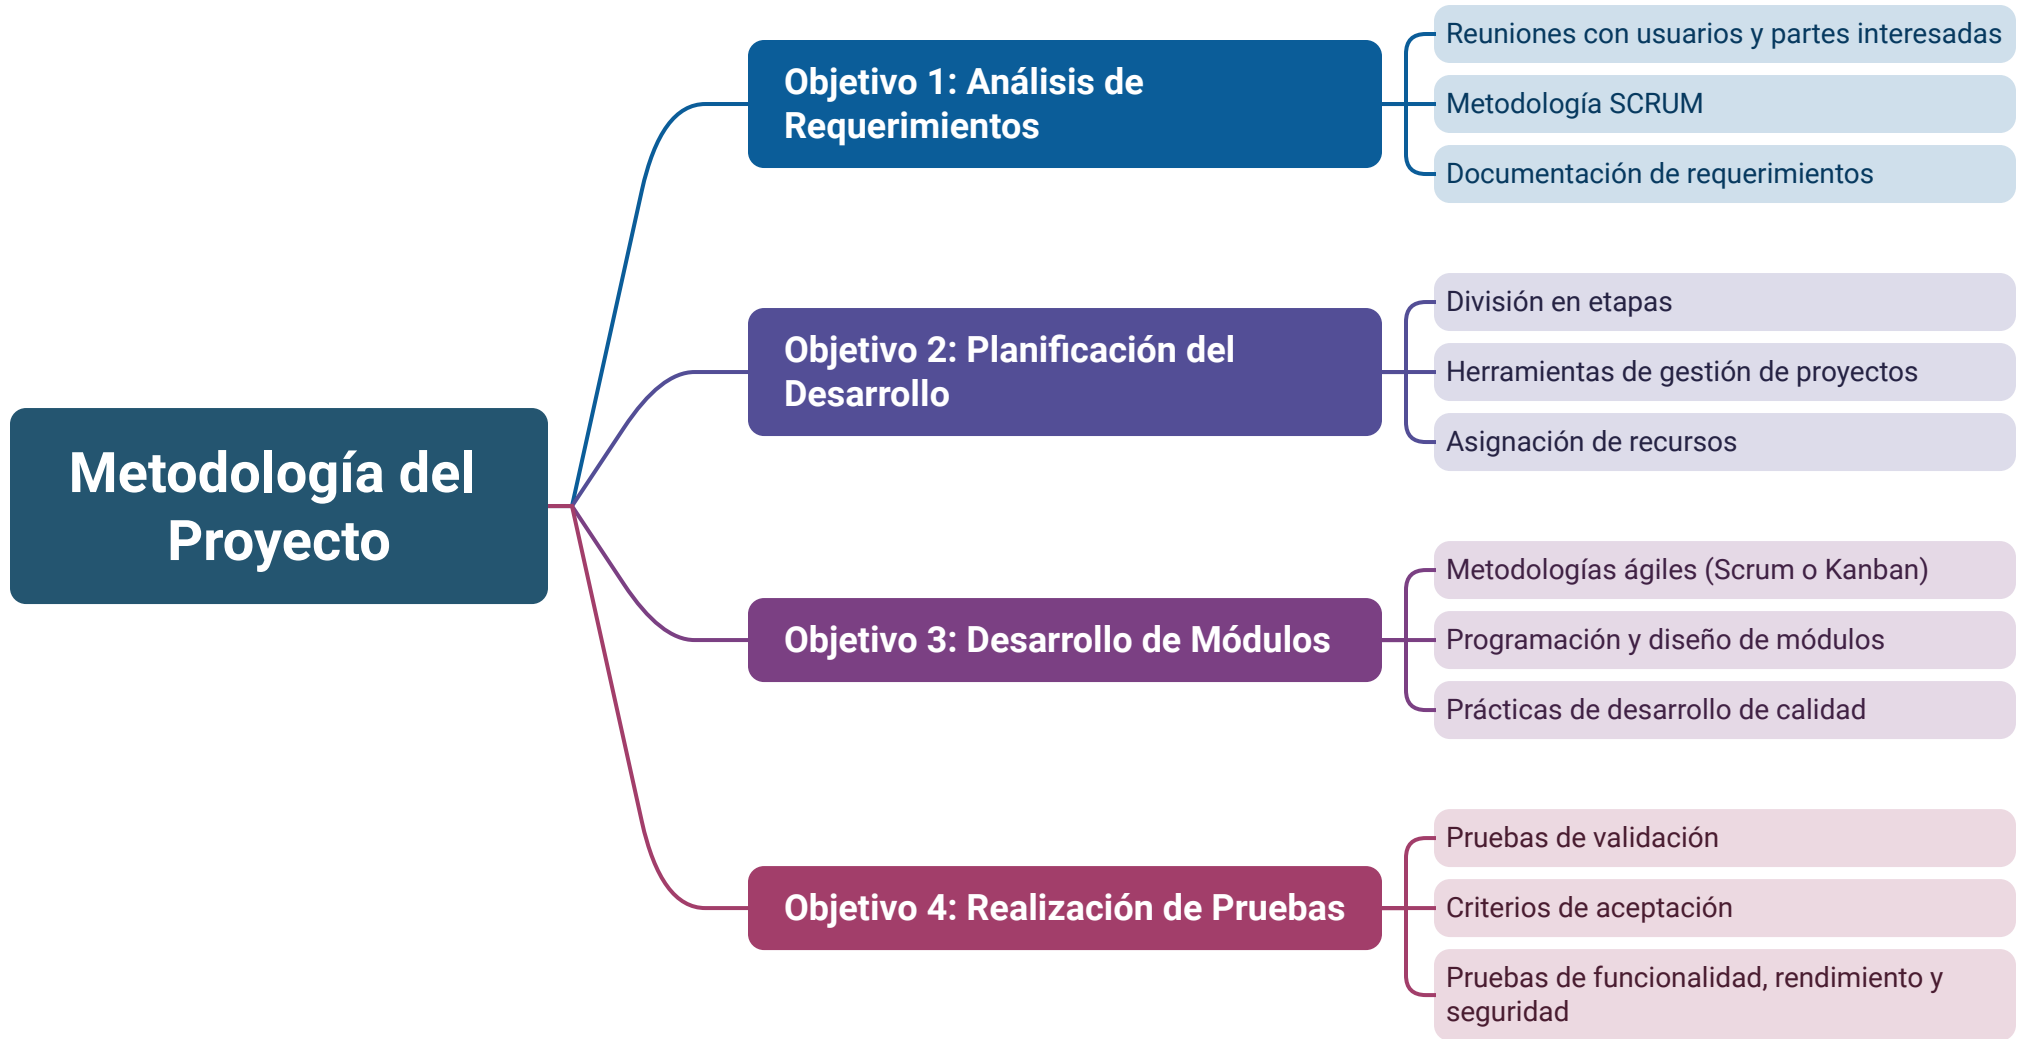 Metodología del
Proyecto
Objetivo 1: Análisis de
Requerimientos
Reuniones con usuarios y partes interesadas
Metodología SCRUM
Documentación de requerimientos
Objetivo 2: Planificación del
Desarrollo
División en etapas
Herramientas de gestión de proyectos
Asignación de recursos
Objetivo 3: Desarrollo de Módulos
Metodologías ágiles (Scrum o Kanban)
Programación y diseño de módulos
Prácticas de desarrollo de calidad
Objetivo 4: Realización de Pruebas
Pruebas de validación
Criterios de aceptación
Pruebas de funcionalidad, rendimiento y
seguridad